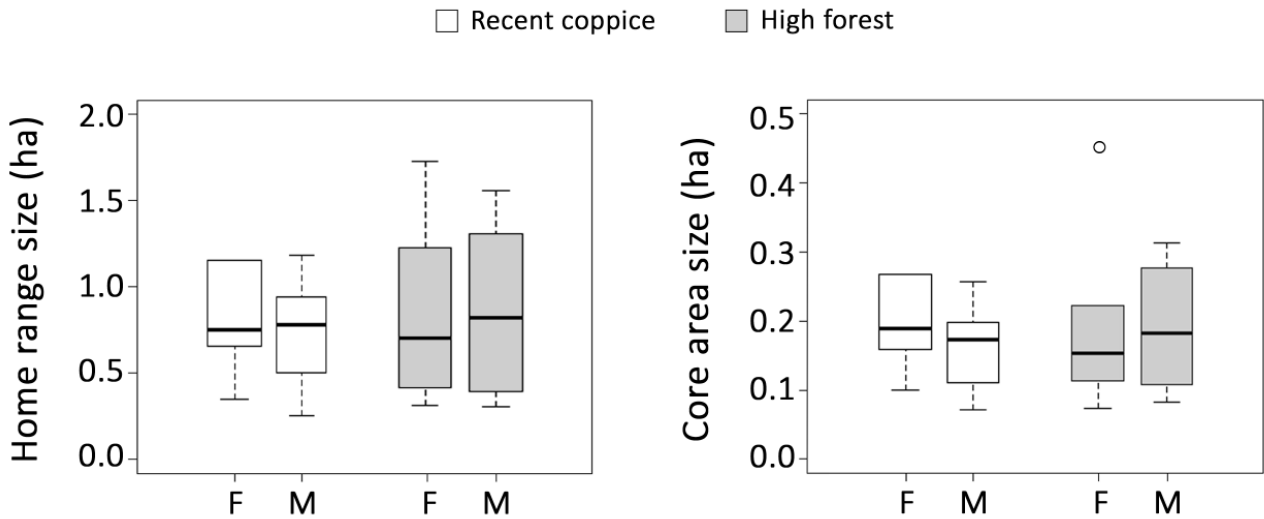 Recent coppice
High forest
Home range size (ha)
2.0
1.5
1.0
0.5
0.0
F
M
F
M
Core area size (ha)
0.5
0.4
0.3
0.2
0.1
0.0
F
M
F
M